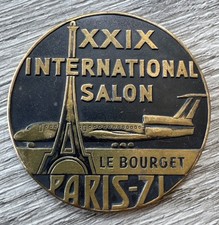 XXIX
INTERNATIONAL
SALON
LE BOURGET
PARIS-71